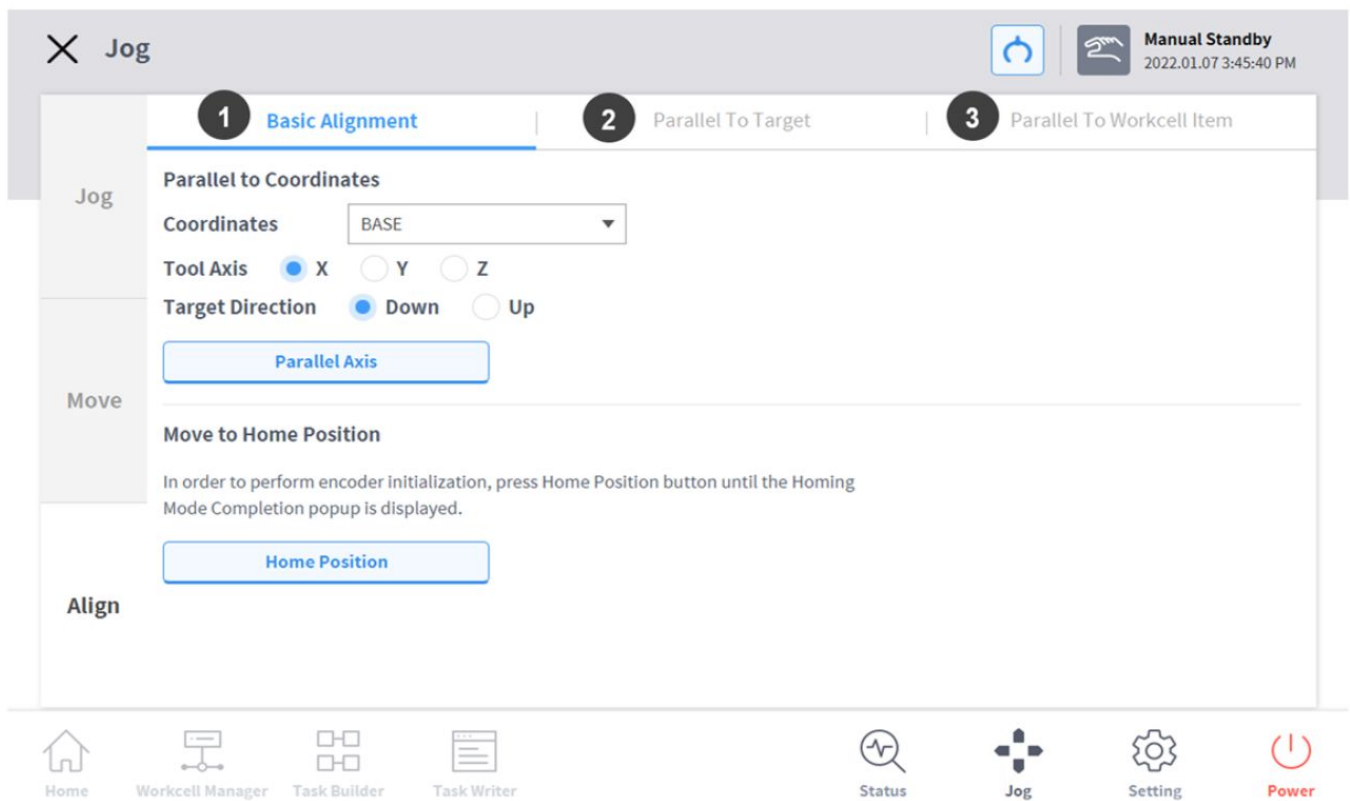 Jog
Manual Standby
2022.01.07 3:45:40 PM
1 Basic Alignment
2 Parallel To Target
3 Parallel To Workcell Item
Jog
Move
Align
Parallel to Coordinates
Coordinates BASE
Tool Axis X Y Z
Target Direction Down Up
Parallel Axis
Move to Home Position
In order to perform encoder initialization, press Home Position button until the Homing
Mode Completion popup is displayed.
Home Position
Home
Workcell Manager
Task Builder
Task Writer
Status
Jog
Setting
Power